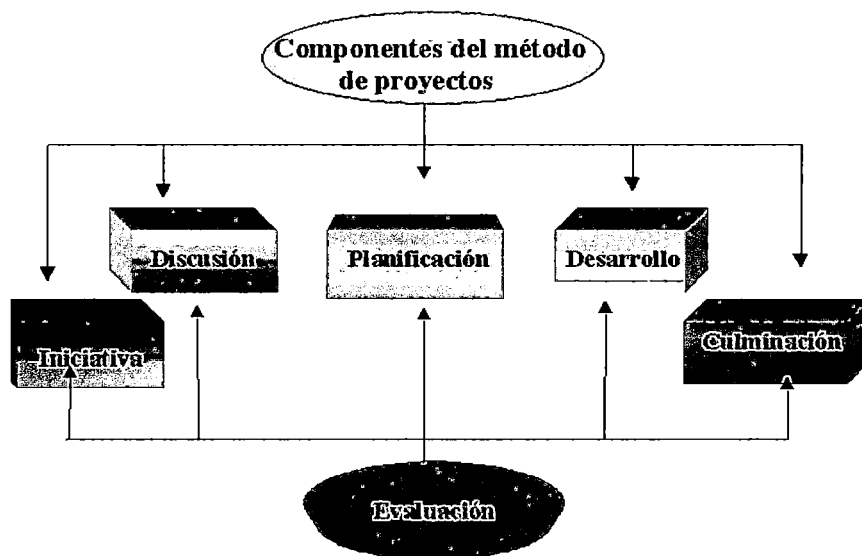 Componentes del método
de proyectos
Discusión
Planificación
Desarrollo
Iniciativa
Culminación
Evaluación